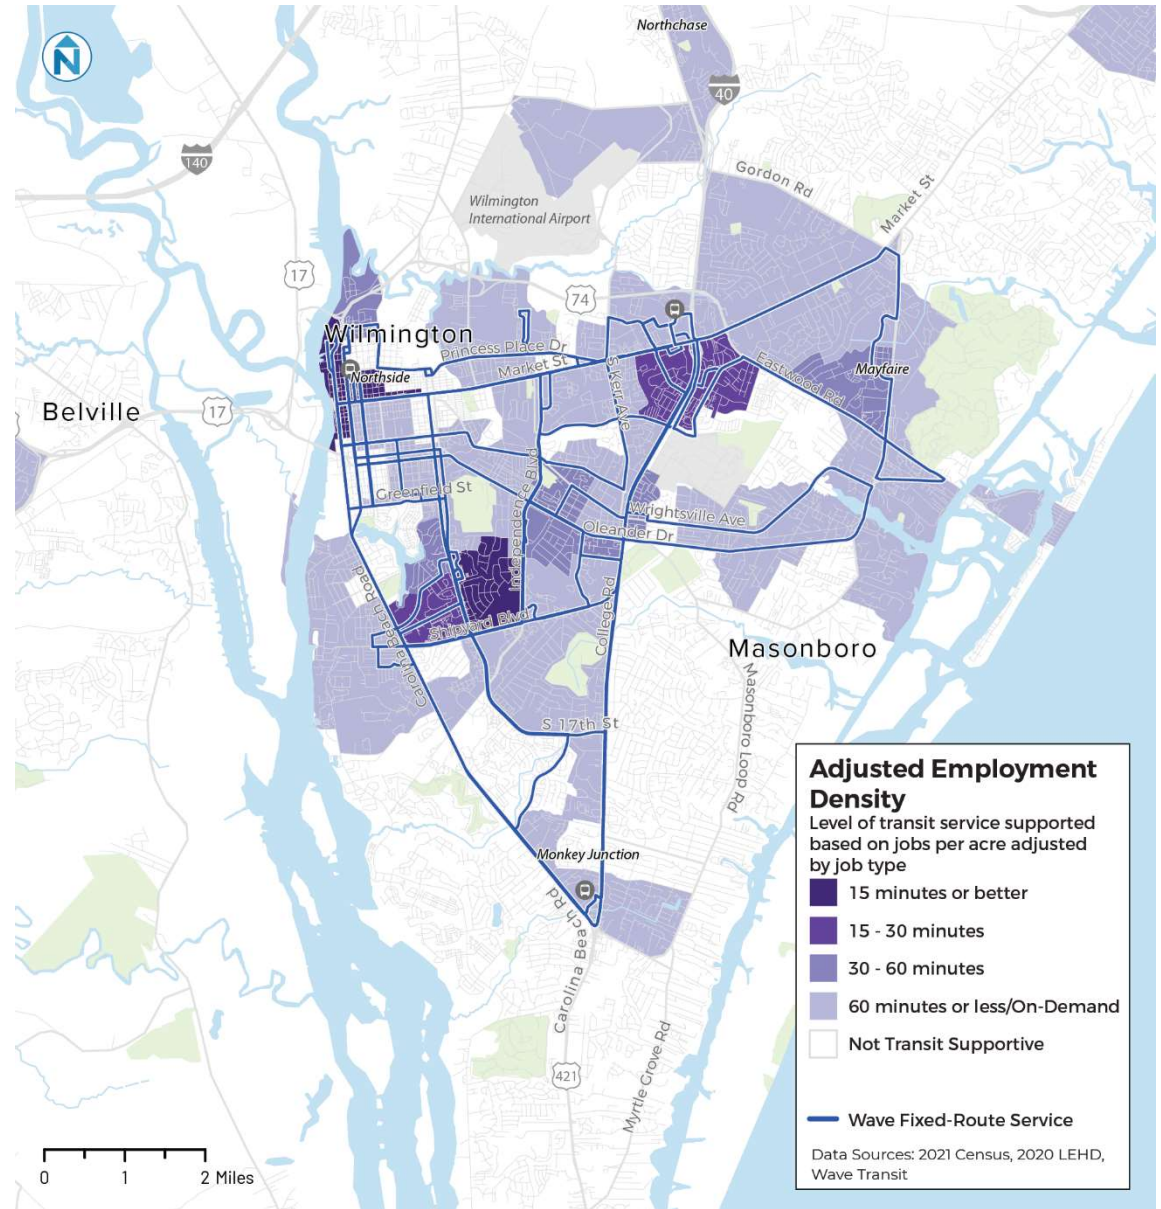 Northchase
N
40
140
Gordon Rd
Market St
Wilmington
International Airport
17
74
Wilmington
Princess Place Dr
Market St
Northside
S Kerr Ave
Eastwood Rd
Mayfaire
Belville
17
Greenfield St
Independence Blvd
Wrightsville Ave
Oleander Dr
Carolina Beach Road
Shipyard Blvd
College Rd
Masonboro
Masonboro Loop Rd
S 17th St
Monkey Junction
Carolina Beach Rd
Myrtle Grove Rd
421
0 1 2 Miles
Adjusted Employment
Density
Level of transit service supported
based on jobs per acre adjusted
by job type
15 minutes or better
15 - 30 minutes
30 - 60 minutes
60 minutes or less/On-Demand
Not Transit Supportive
Wave Fixed-Route Service
Data Sources: 2021 Census, 2020 LEHD,
Wave Transit